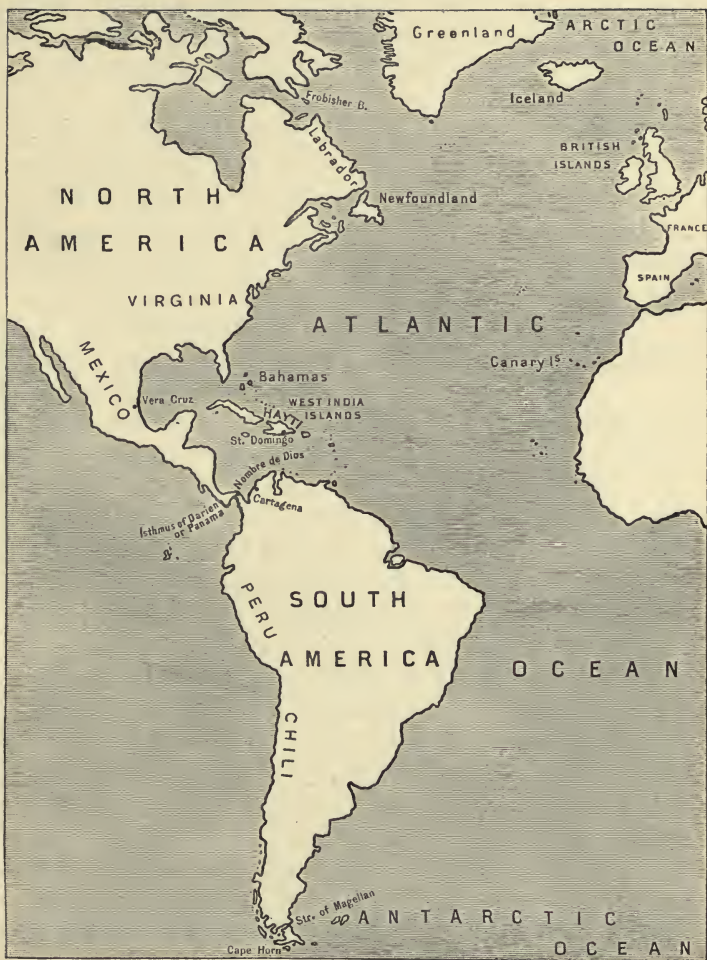 Greenland
ARCTIC
OCEAN
Iceland
Frobisher B.
Labrador
BRITISH
ISLANDS
Newfoundland
NORTH
AMERICA
FRANCE
SPAIN
VIRGINIA
ATLANTIC
Canary Is.
MEXICO
Vera Cruz
Bahamas
WEST INDIA
ISLANDS
HAYTI
St. Domingo
Nombre de Dios
Cartagena
Isthmus of Darien
or Panama
PERU
SOUTH
AMERICA
OCEAN
CHILI
Str. of Magellan
ANTARCTIC
OCEAN
Cape Horn